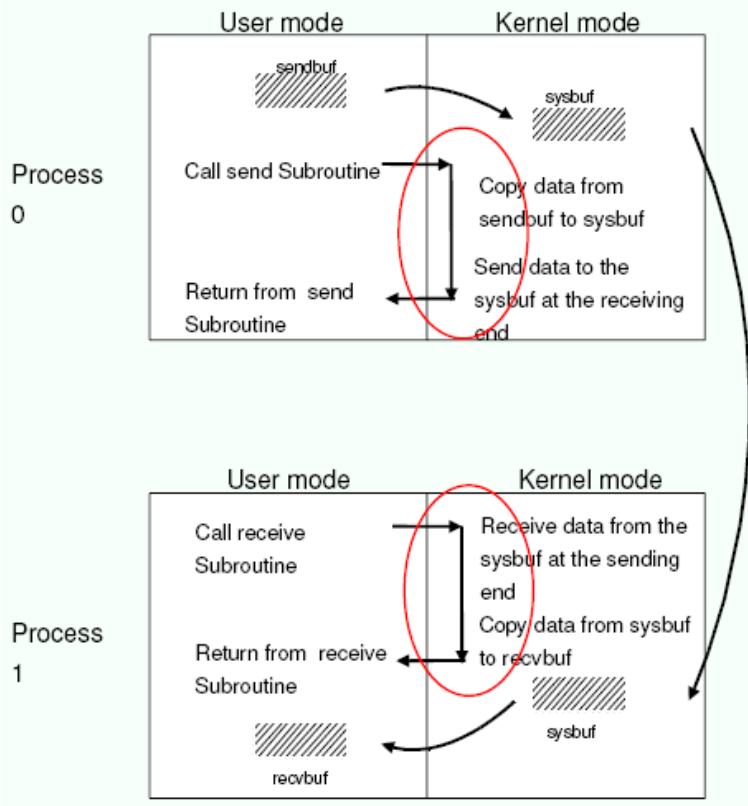 User mode
Kernel mode
sendbuf
sysbuf
Process
0
Call send Subroutine
Copy data from
sendbuf to sysbuf
Return from send
Subroutine
Send data to the
sysbuf at the receiving
end
User mode
Kernel mode
Process
1
Call receive
Subroutine
Receive data from the
sysbuf at the sending
end
Return from receive
Subroutine
Copy data from sysbuf
to recvbuf
sysbuf
recvbuf